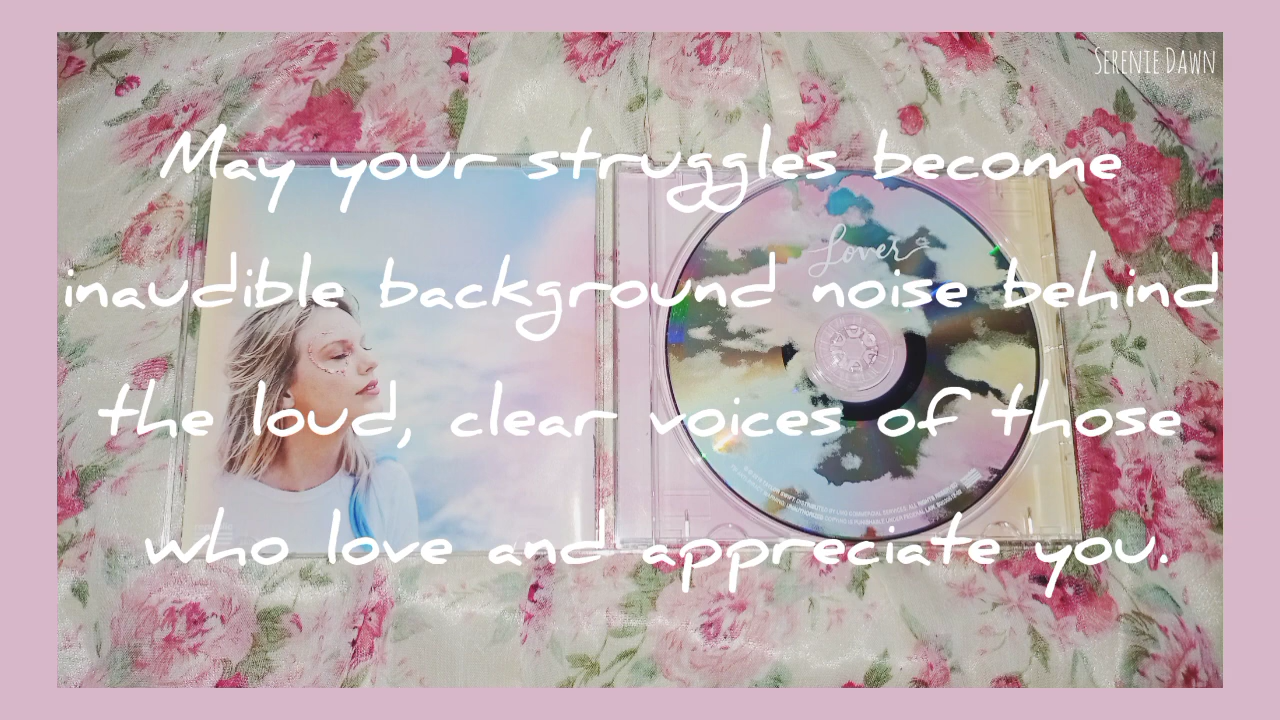 SERENIE DAWN
May your struggles become
inaudible background noise behind
the loud, clear voices of those
who love and appreciate you.
Lover